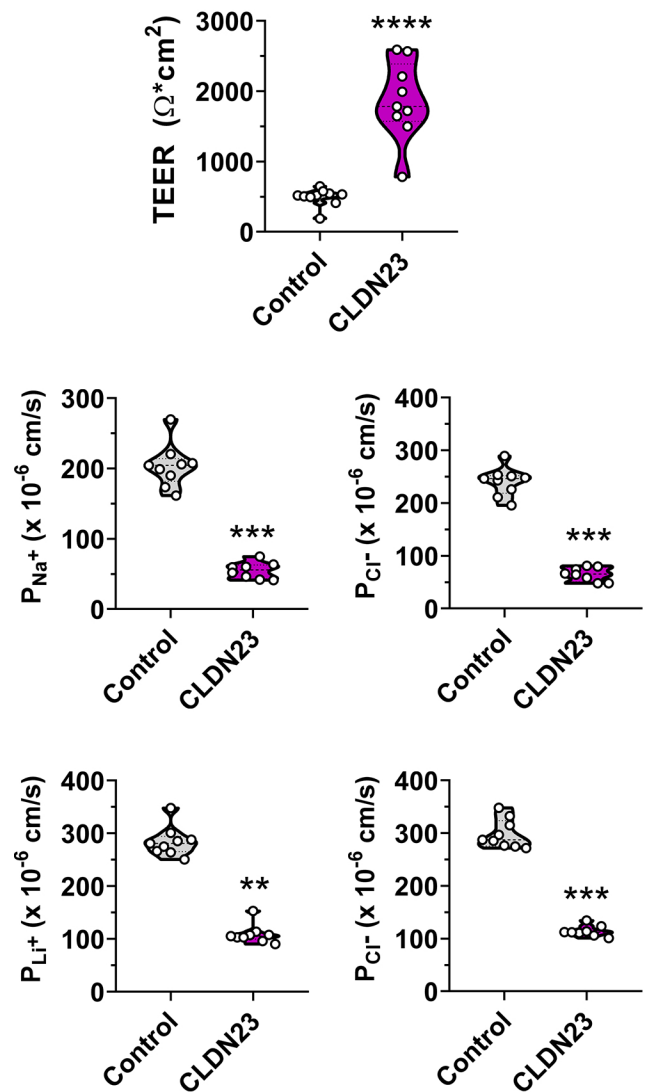 ****
3000
2000
1000
0
TEER (Ω*cm²)
Control
CLDN23
300
200
100
0
P_Na⁺ (x 10⁻⁶ cm/s)
***
Control
CLDN23
400
300
200
100
0
P_Cl⁻ (x 10⁻⁶ cm/s)
***
Control
CLDN23
400
300
200
100
0
P_Li⁺ (x 10⁻⁶ cm/s)
**
Control
CLDN23
400
300
200
100
0
P_Cl⁻ (x 10⁻⁶ cm/s)
***
Control
CLDN23